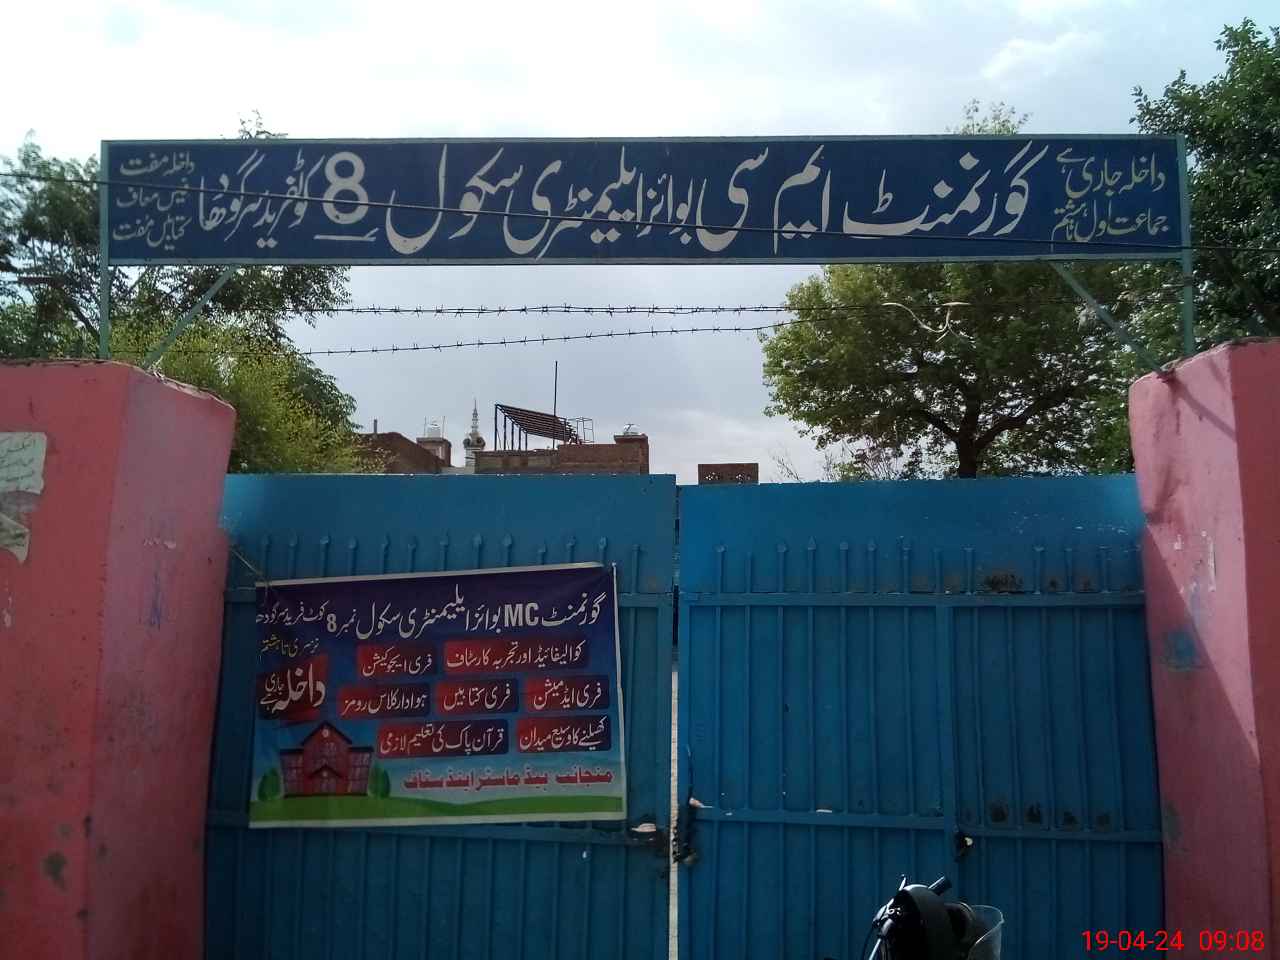 داخلہ جاری ہے
جماعت اول تا ہشتم
گورنمنٹ ایم سی بوائز ایلیمنٹری سکول 8 کوٹفرید سرگودھا
داخلہ مفت
فیس معاف
کتابیں مفت
گورنمنٹ MC بوائز ایلیمنٹری سکول نمبر 8 کوٹ فرید سرگودھا
کوالیفائیڈ اور تجربہ کار سٹاف
فری ایجوکیشن
نرسری تا ہشتم
داخلہ جاری ہے
فری ایڈمیشن
فری کتابیں
ہوادار کلاس رومز
کھیلنے کا وسیع میدان
قرآن پاک کی تعلیم لازمی
منجانب ہیڈ ماسٹر اینڈ سٹاف
19-04-24 09:08